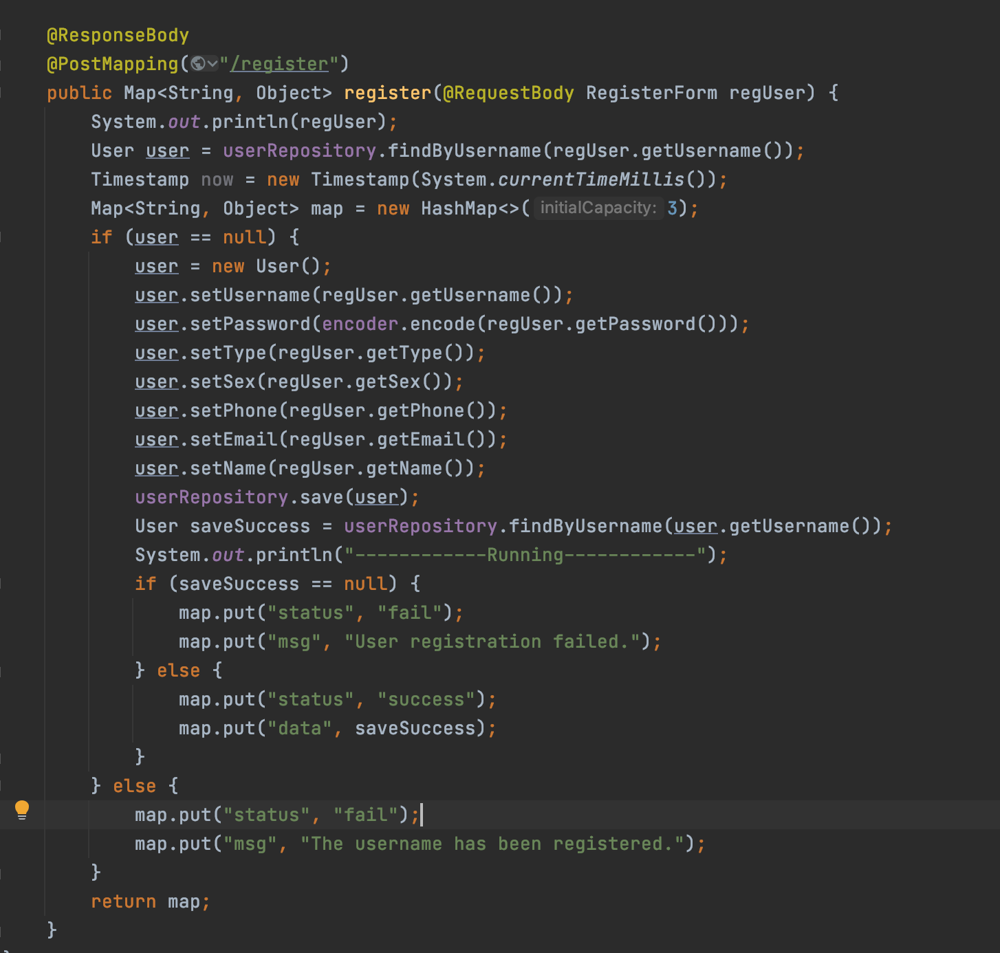 @ResponseBody
@PostMapping("/register")
public Map<String, Object> register(@RequestBody RegisterForm regUser) {
System.out.println(regUser);
User user = userRepository.findByUsername(regUser.getUsername());
Timestamp now = new Timestamp(System.currentTimeMillis());
Map<String, Object> map = new HashMap<>( initialCapacity: 3);
if (user == null) {
user = new User();
user.setUsername(regUser.getUsername());
user.setPassword(encoder.encode(regUser.getPassword()));
user.setType(regUser.getType());
user.setSex(regUser.getSex());
user.setPhone(regUser.getPhone());
user.setEmail(regUser.getEmail());
user.setName(regUser.getName());
userRepository.save(user);
User saveSuccess = userRepository.findByUsername(user.getUsername());
System.out.println("------------Running------------");
if (saveSuccess == null) {
map.put("status", "fail");
map.put("msg", "User registration failed.");
} else {
map.put("status", "success");
map.put("data", saveSuccess);
}
} else {
map.put("status", "fail");
map.put("msg", "The username has been registered.");
}
return map;
}